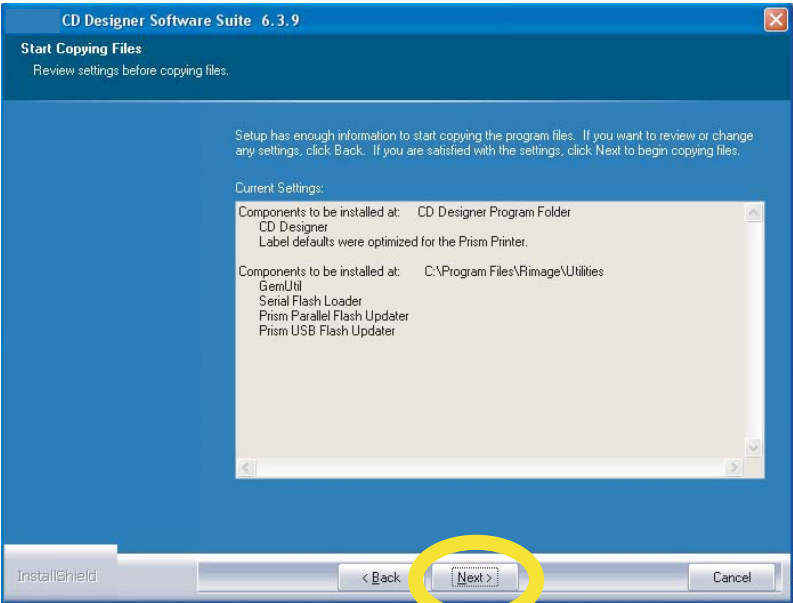 CD Designer Software Suite 6.3.9
Start Copying Files
Review settings before copying files.
Setup has enough information to start copying the program files. If you want to review or change
any settings, click Back. If you are satisfied with the settings, click Next to begin copying files.
Current Settings:
Components to be installed at: CD Designer Program Folder
CD Designer
Label defaults were optimized for the Prism Printer.
Components to be installed at: C:\Program Files\Rimage\Utilities
GemUtil
Serial Flash Loader
Prism Parallel Flash Updater
Prism USB Flash Updater
InstallShield
< Back
Next >
Cancel